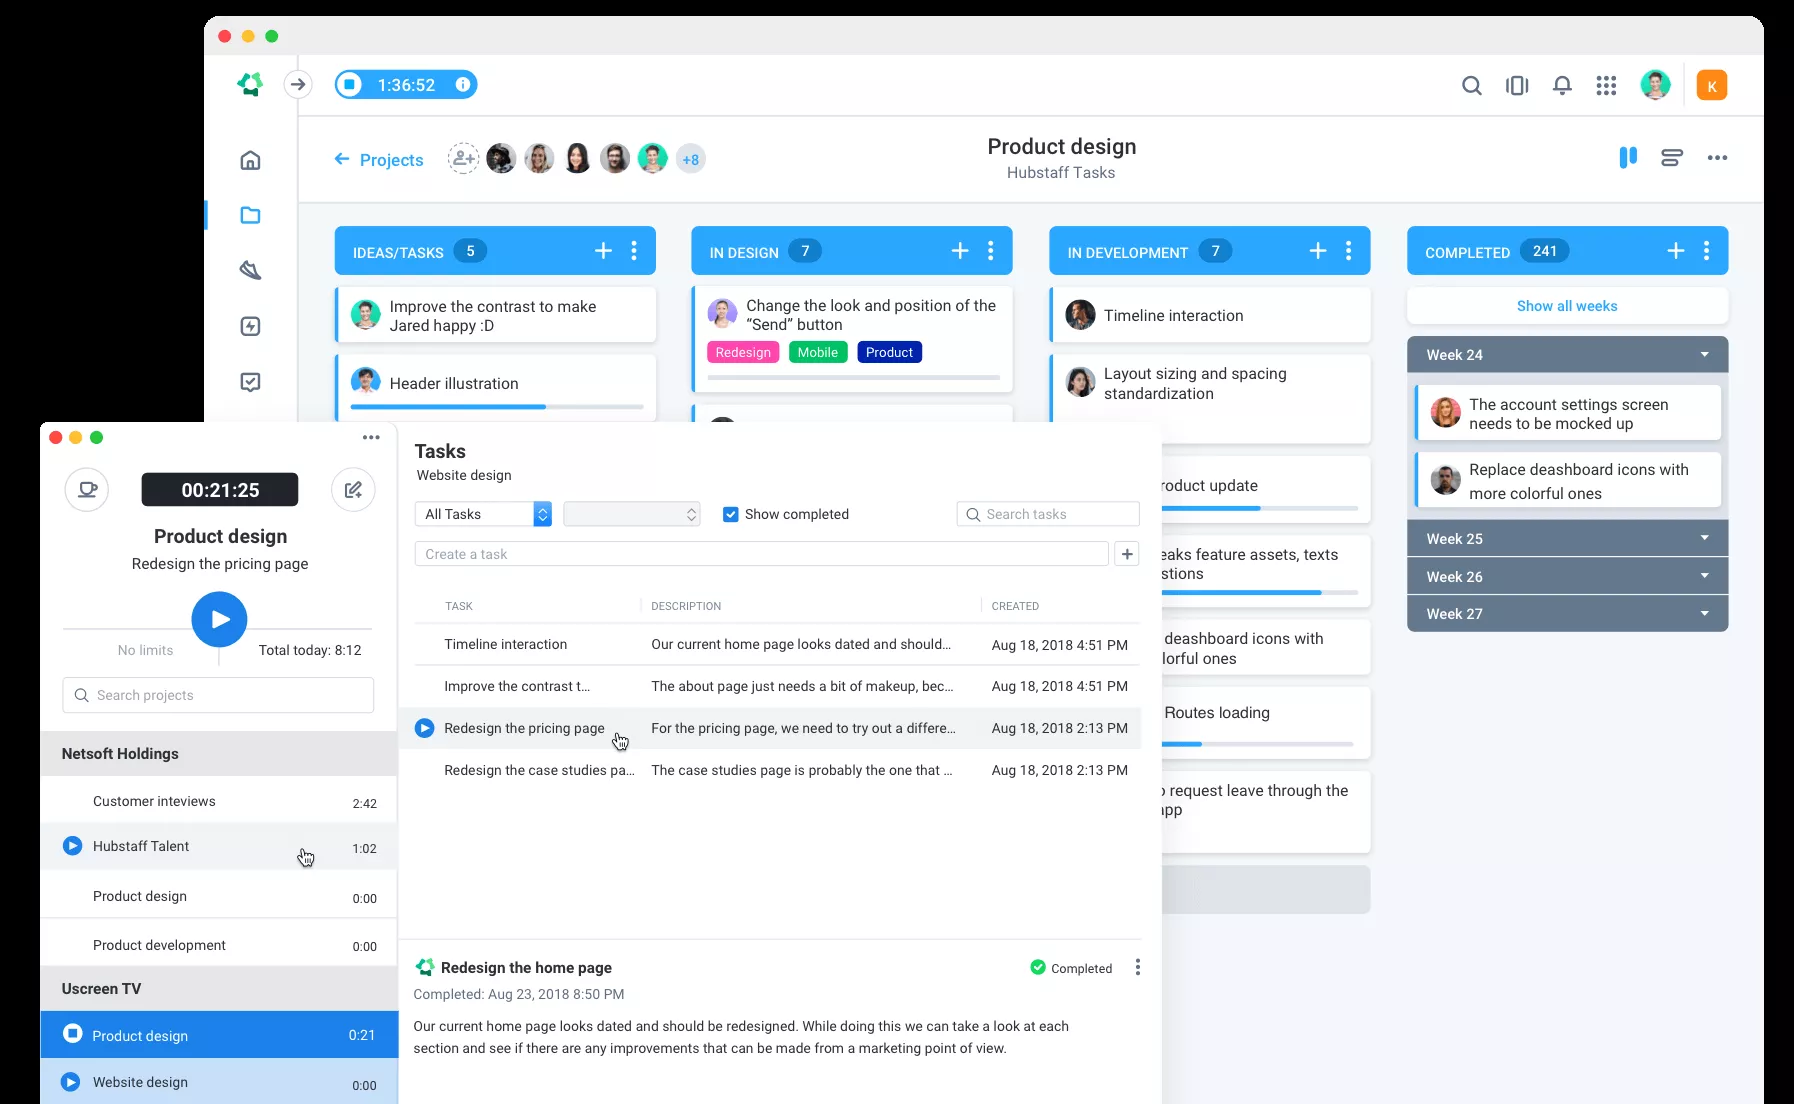 1:36:52
K
Projects
+8
Product design
Hubstaff Tasks
IDEAS/TASKS 5
Improve the contrast to make
Jared happy :D
Header illustration
IN DESIGN 7
Change the look and position of the
“Send” button
Redesign Mobile Product
IN DEVELOPMENT 7
Timeline interaction
Layout sizing and spacing
standardization
roduct update
eaks feature assets, texts
stions
deashboard icons with
lorful ones
Routes loading
o request leave through the
app
COMPLETED 241
Show all weeks
Week 24
The account settings screen
needs to be mocked up
Replace deashboard icons with
more colorful ones
Week 25
Week 26
Week 27
00:21:25
Product design
Redesign the pricing page
No limits
Total today: 8:12
Search projects
Netsoft Holdings
Customer inteviews 2:42
Hubstaff Talent 1:02
Product design 0:00
Product development 0:00
Uscreen TV
Product design 0:21
Website design 0:00
Tasks
Website design
All Tasks
Show completed
Search tasks
Create a task
TASK DESCRIPTION CREATED
Timeline interaction Our current home page looks dated and should... Aug 18, 2018 4:51 PM
Improve the contrast t... The about page just needs a bit of makeup, bec... Aug 18, 2018 4:51 PM
Redesign the pricing page For the pricing page, we need to try out a differe... Aug 18, 2018 2:13 PM
Redesign the case studies pa... The case studies page is probably the one that ... Aug 18, 2018 2:13 PM
Redesign the home page
Completed
Completed: Aug 23, 2018 8:50 PM
Our current home page looks dated and should be redesigned. While doing this we can take a look at each
section and see if there are any improvements that can be made from a marketing point of view.